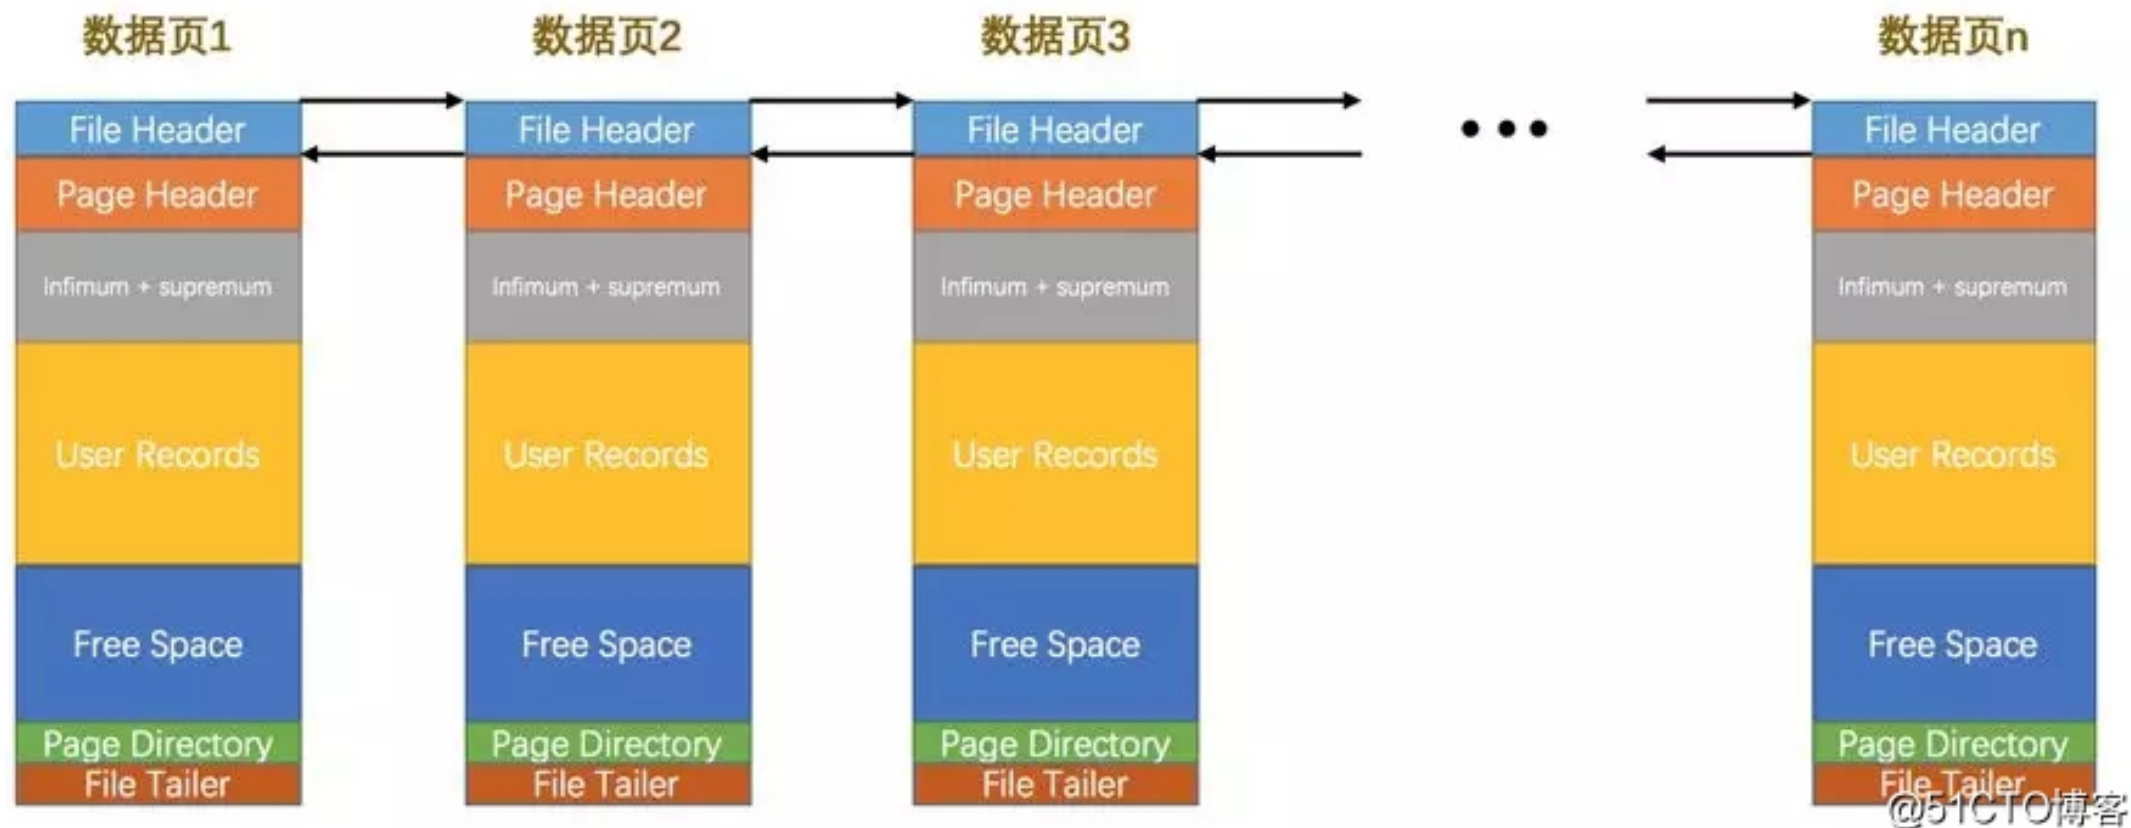 数据页1
数据页2
数据页3
数据页n
File Header
File Header
File Header
File Header
Page Header
Page Header
Page Header
Page Header
Infimum + supremum
Infimum + supremum
Infimum + supremum
Infimum + supremum
User Records
User Records
User Records
User Records
Free Space
Free Space
Free Space
Free Space
Page Directory
Page Directory
Page Directory
Page Directory
File Tailer
File Tailer
File Tailer
File Tailer
@51CTO博客